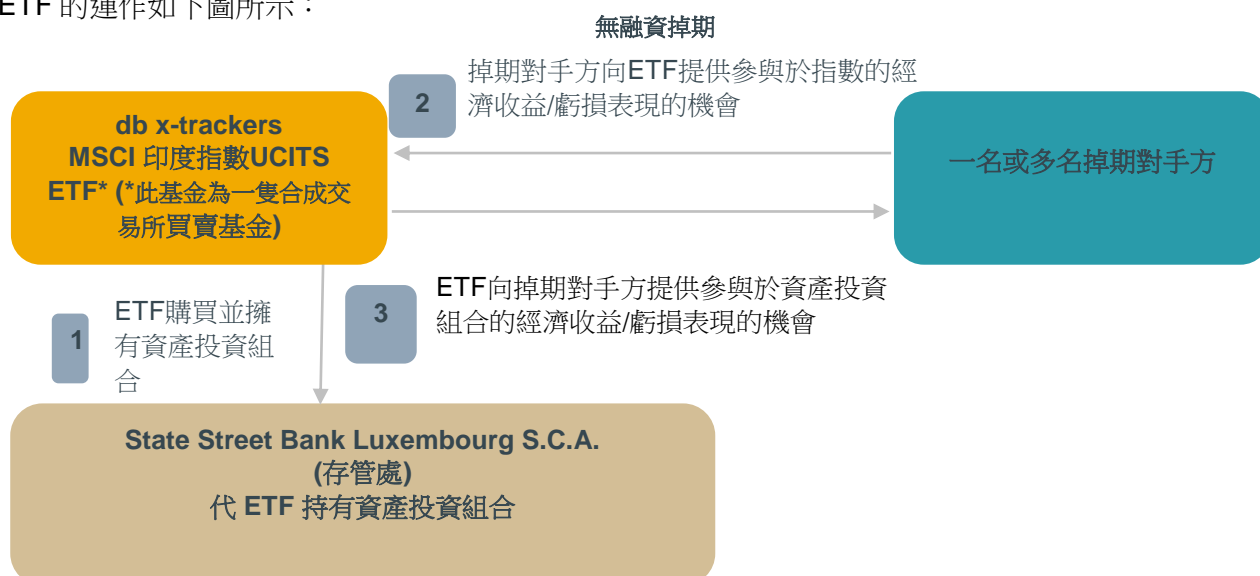 ETF 的運作如下圖所示：
無融資掉期
2
掉期對手方向ETF提供參與於指數的經
濟收益/虧損表現的機會
db x-trackers
MSCI 印度指數UCITS
ETF* (*此基金為一隻合成交
易所買賣基金)
一名或多名掉期對手方
3
ETF向掉期對手方提供參與於資產投資
組合的經濟收益/虧損表現的機會
1
ETF購買並擁
有資產投資組
合
State Street Bank Luxembourg S.C.A.
(存管處)
代 ETF 持有資產投資組合